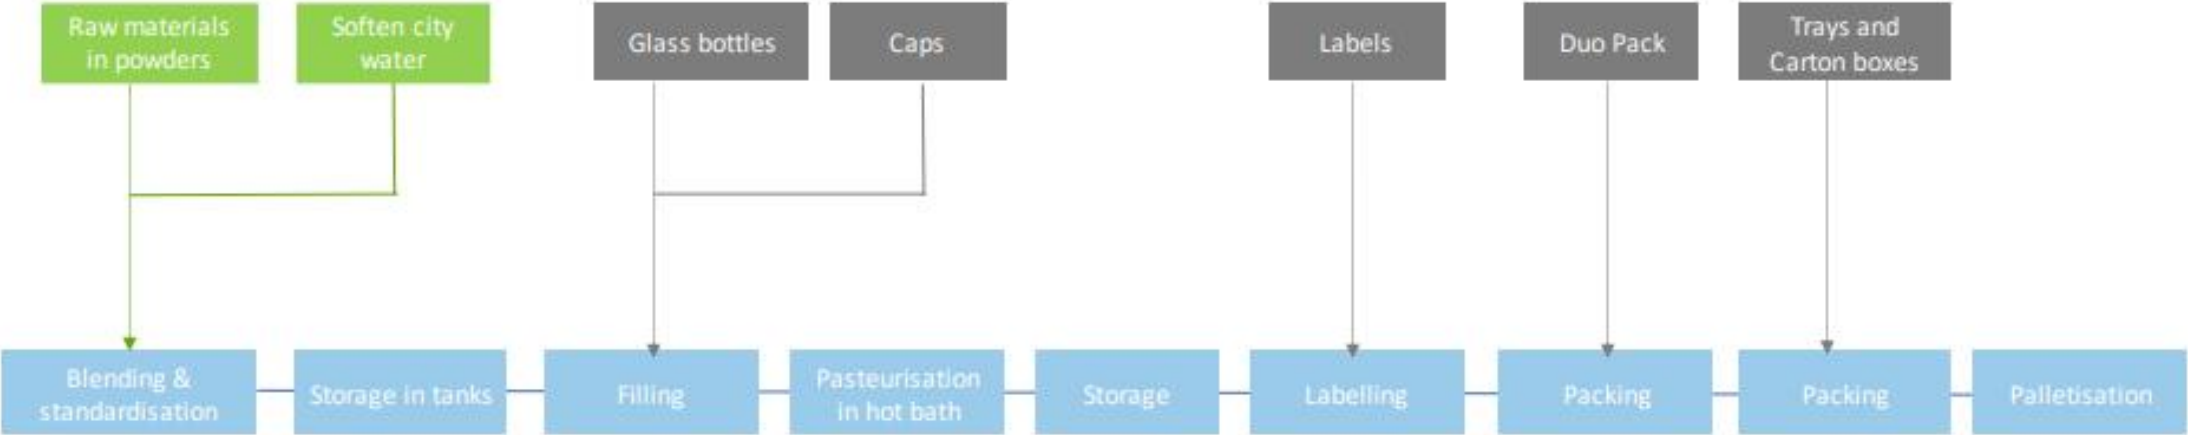 Raw materials
in powders
Soften city
water
Glass bottles
Caps
Labels
Duo Pack
Trays and
Carton boxes
Blending &
standardisation
Storage in tanks
Filling
Pasteurisation
in hot bath
Storage
Labelling
Packing
Packing
Palletisation